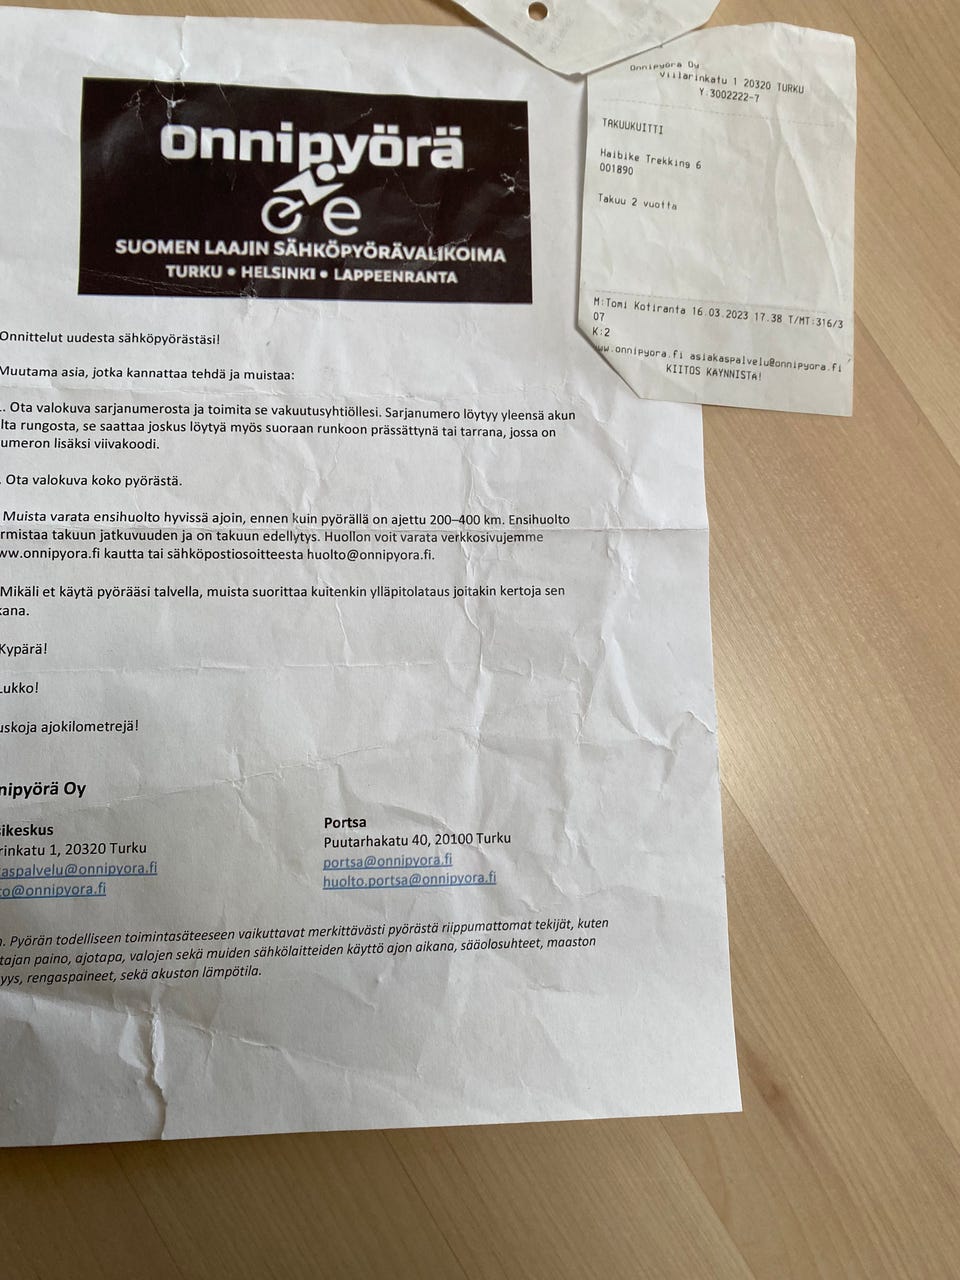 onnipyörä
e
SUOMEN LAAJIN SÄHKÖPYÖRÄVALIKOIMA
TURKU • HELSINKI • LAPPEENRANTA
Onnittelut uudesta sähköpyörästäsi!
Muutama asia, jotka kannattaa tehdä ja muistaa:
. Ota valokuva sarjanumerosta ja toimita se vakuutusyhtiöllesi. Sarjanumero löytyy yleensä akun
lta rungosta, se saattaa joskus löytyä myös suoraan runkoon prässättynä tai tarrana, jossa on
umeron lisäksi viivakoodi.
. Ota valokuva koko pyörästä.
Muista varata ensihuolto hyvissä ajoin, ennen kuin pyörällä on ajettu 200–400 km. Ensihuolto
rmistaa takuun jatkuvuuden ja on takuun edellytys. Huollon voit varata verkkosivujemme
ww.onnipyora.fi kautta tai sähköpostiosoitteesta huolto@onnipyora.fi.
Mikäli et käytä pyörääsi talvella, muista suorittaa kuitenkin ylläpitolataus joitakin kertoja sen
kana.
Kypärä!
Lukko!
uskoja ajokilometrejä!
nipyörä Oy
ikeskus
rinkatu 1, 20320 Turku
aspalvelu@onnipyora.fi
to@onnipyora.fi
Portsa
Puutarhakatu 40, 20100 Turku
portsa@onnipyora.fi
huolto.portsa@onnipyora.fi
. Pyörän todelliseen toimintasäteeseen vaikuttavat merkittävästi pyörästä riippumattomat tekijät, kuten
tajan paino, ajotapa, valojen sekä muiden sähkölaitteiden käyttö ajon aikana, sääolosuhteet, maaston
yys, rengaspaineet, sekä akuston lämpötila.
Onnipyörä Oy
Viilarinkatu 1 20320 TURKU
Y.3002222-7
TAKUUKUITTI
Haibike Trekking 6
001890
Takuu 2 vuotta
M:Tomi Kotiranta 16.03.2023 17.38 T/MT:316/3
07
K:2
www.onnipyora.fi asiakaspalvelu@onnipyora.fi
KIITOS KÄYNNISTÄ!